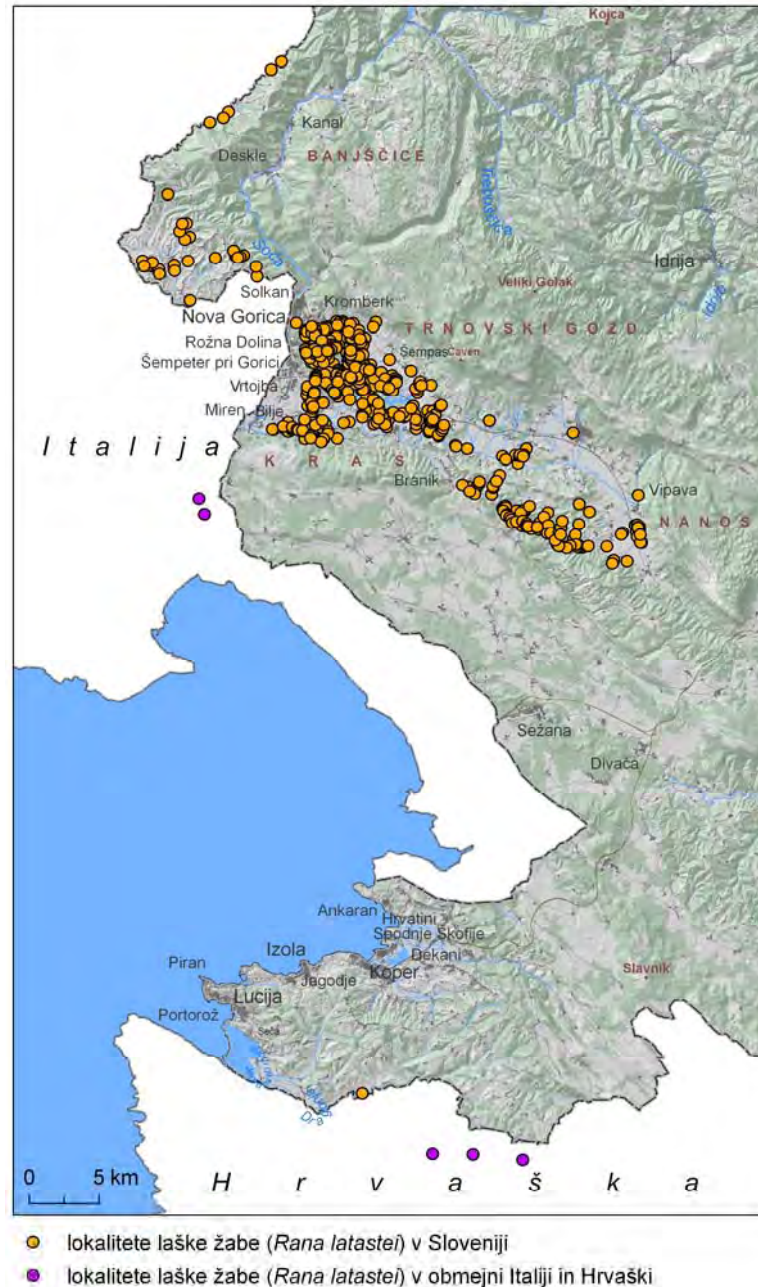 Kojca
Kanal
Deskle
BANJŠČICE
Trebuščica
Soča
Idrija
Idrijca
Veliki Golaki
Solkan
Kromberk
Nova Gorica
TRNOVSKI GOZD
Rožna Dolina
Šempas
Čaven
Šempeter pri Gorici
Vrtojba
Miren
Bilje
Italija
KRAS
Branik
Vipava
NANOS
Sežana
Divača
Ankaran
Hrvatini
Spodnje Škofije
Izola
Dekani
Piran
Koper
Jagodje
Slavnik
Lucija
Portorož
Seča
0 5 km
Hrvaška
lokalitete laške žabe (Rana latastei) v Sloveniji
lokalitete laške žabe (Rana latastei) v obmejni Italiji in Hrvaški